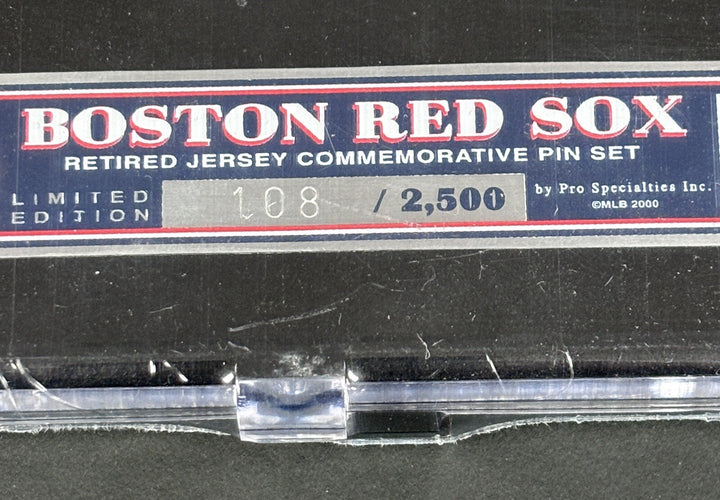 BOSTON RED SOX
RETIRED JERSEY COMMEMORATIVE PIN SET
LIMITED EDITION
108 / 2,500
by Pro Specialties Inc.
©MLB 2000